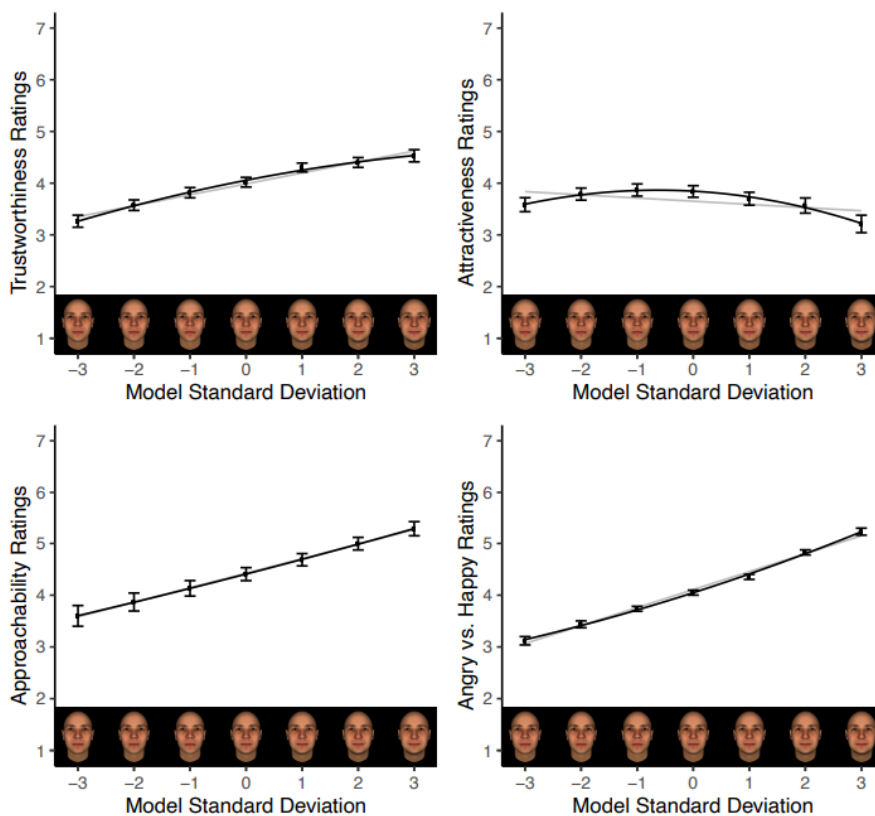 Trustworthiness Ratings
7
6
5
4
3
2
1
−3 −2 −1 0 1 2 3
Model Standard Deviation
Attractiveness Ratings
7
6
5
4
3
2
1
−3 −2 −1 0 1 2 3
Model Standard Deviation
Approachability Ratings
7
6
5
4
3
2
1
−3 −2 −1 0 1 2 3
Model Standard Deviation
Angry vs. Happy Ratings
7
6
5
4
3
2
1
−3 −2 −1 0 1 2 3
Model Standard Deviation